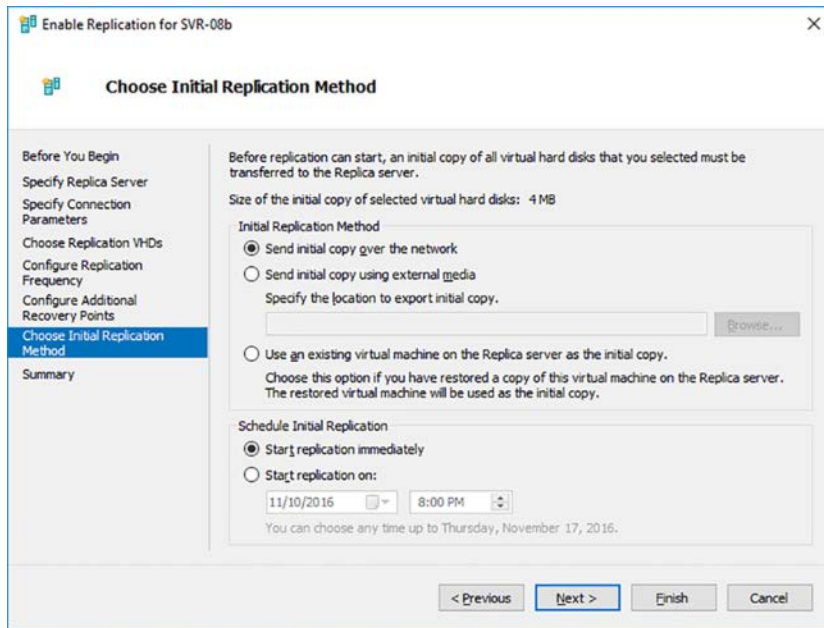 Enable Replication for SVR-08b
Choose Initial Replication Method
Before You Begin
Specify Replica Server
Specify Connection
Parameters
Choose Replication VHDs
Configure Replication
Frequency
Configure Additional
Recovery Points
Choose Initial Replication
Method
Summary
Before replication can start, an initial copy of all virtual hard disks that you selected must be
transferred to the Replica server.
Size of the initial copy of selected virtual hard disks: 4 MB
Initial Replication Method
Send initial copy over the network
Send initial copy using external media
Specify the location to export initial copy.
Browse...
Use an existing virtual machine on the Replica server as the initial copy.
Choose this option if you have restored a copy of this virtual machine on the Replica server.
The restored virtual machine will be used as the initial copy.
Schedule Initial Replication
Start replication immediately
Start replication on:
11/10/2016 8:00 PM
You can choose any time up to Thursday, November 17, 2016.
< Previous Next > Finish Cancel